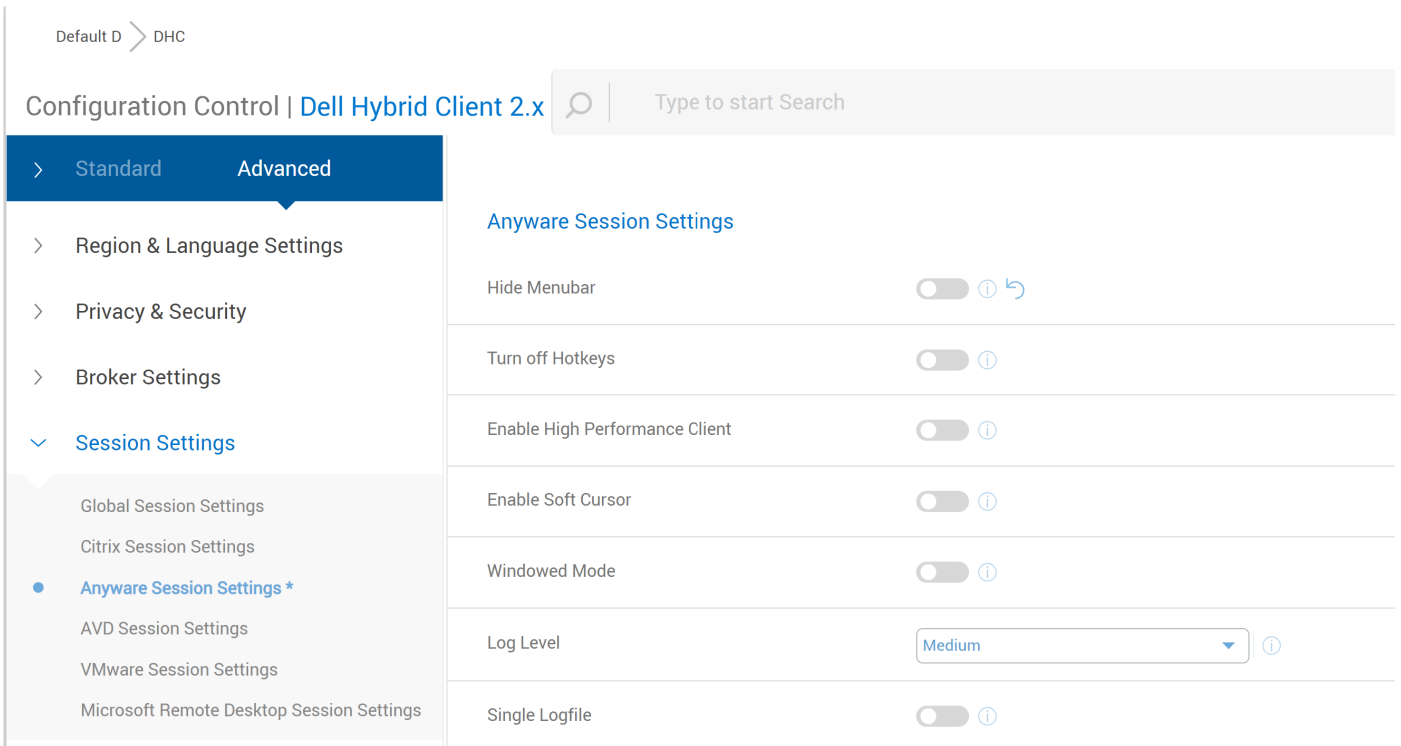 Default D DHC
Configuration Control | Dell Hybrid Client 2.x
Type to start Search
Standard Advanced
Region & Language Settings
Privacy & Security
Broker Settings
Session Settings
Global Session Settings
Citrix Session Settings
Anyware Session Settings *
AVD Session Settings
VMware Session Settings
Microsoft Remote Desktop Session Settings
Anyware Session Settings
Hide Menubar
Turn off Hotkeys
Enable High Performance Client
Enable Soft Cursor
Windowed Mode
Log Level Medium
Single Logfile